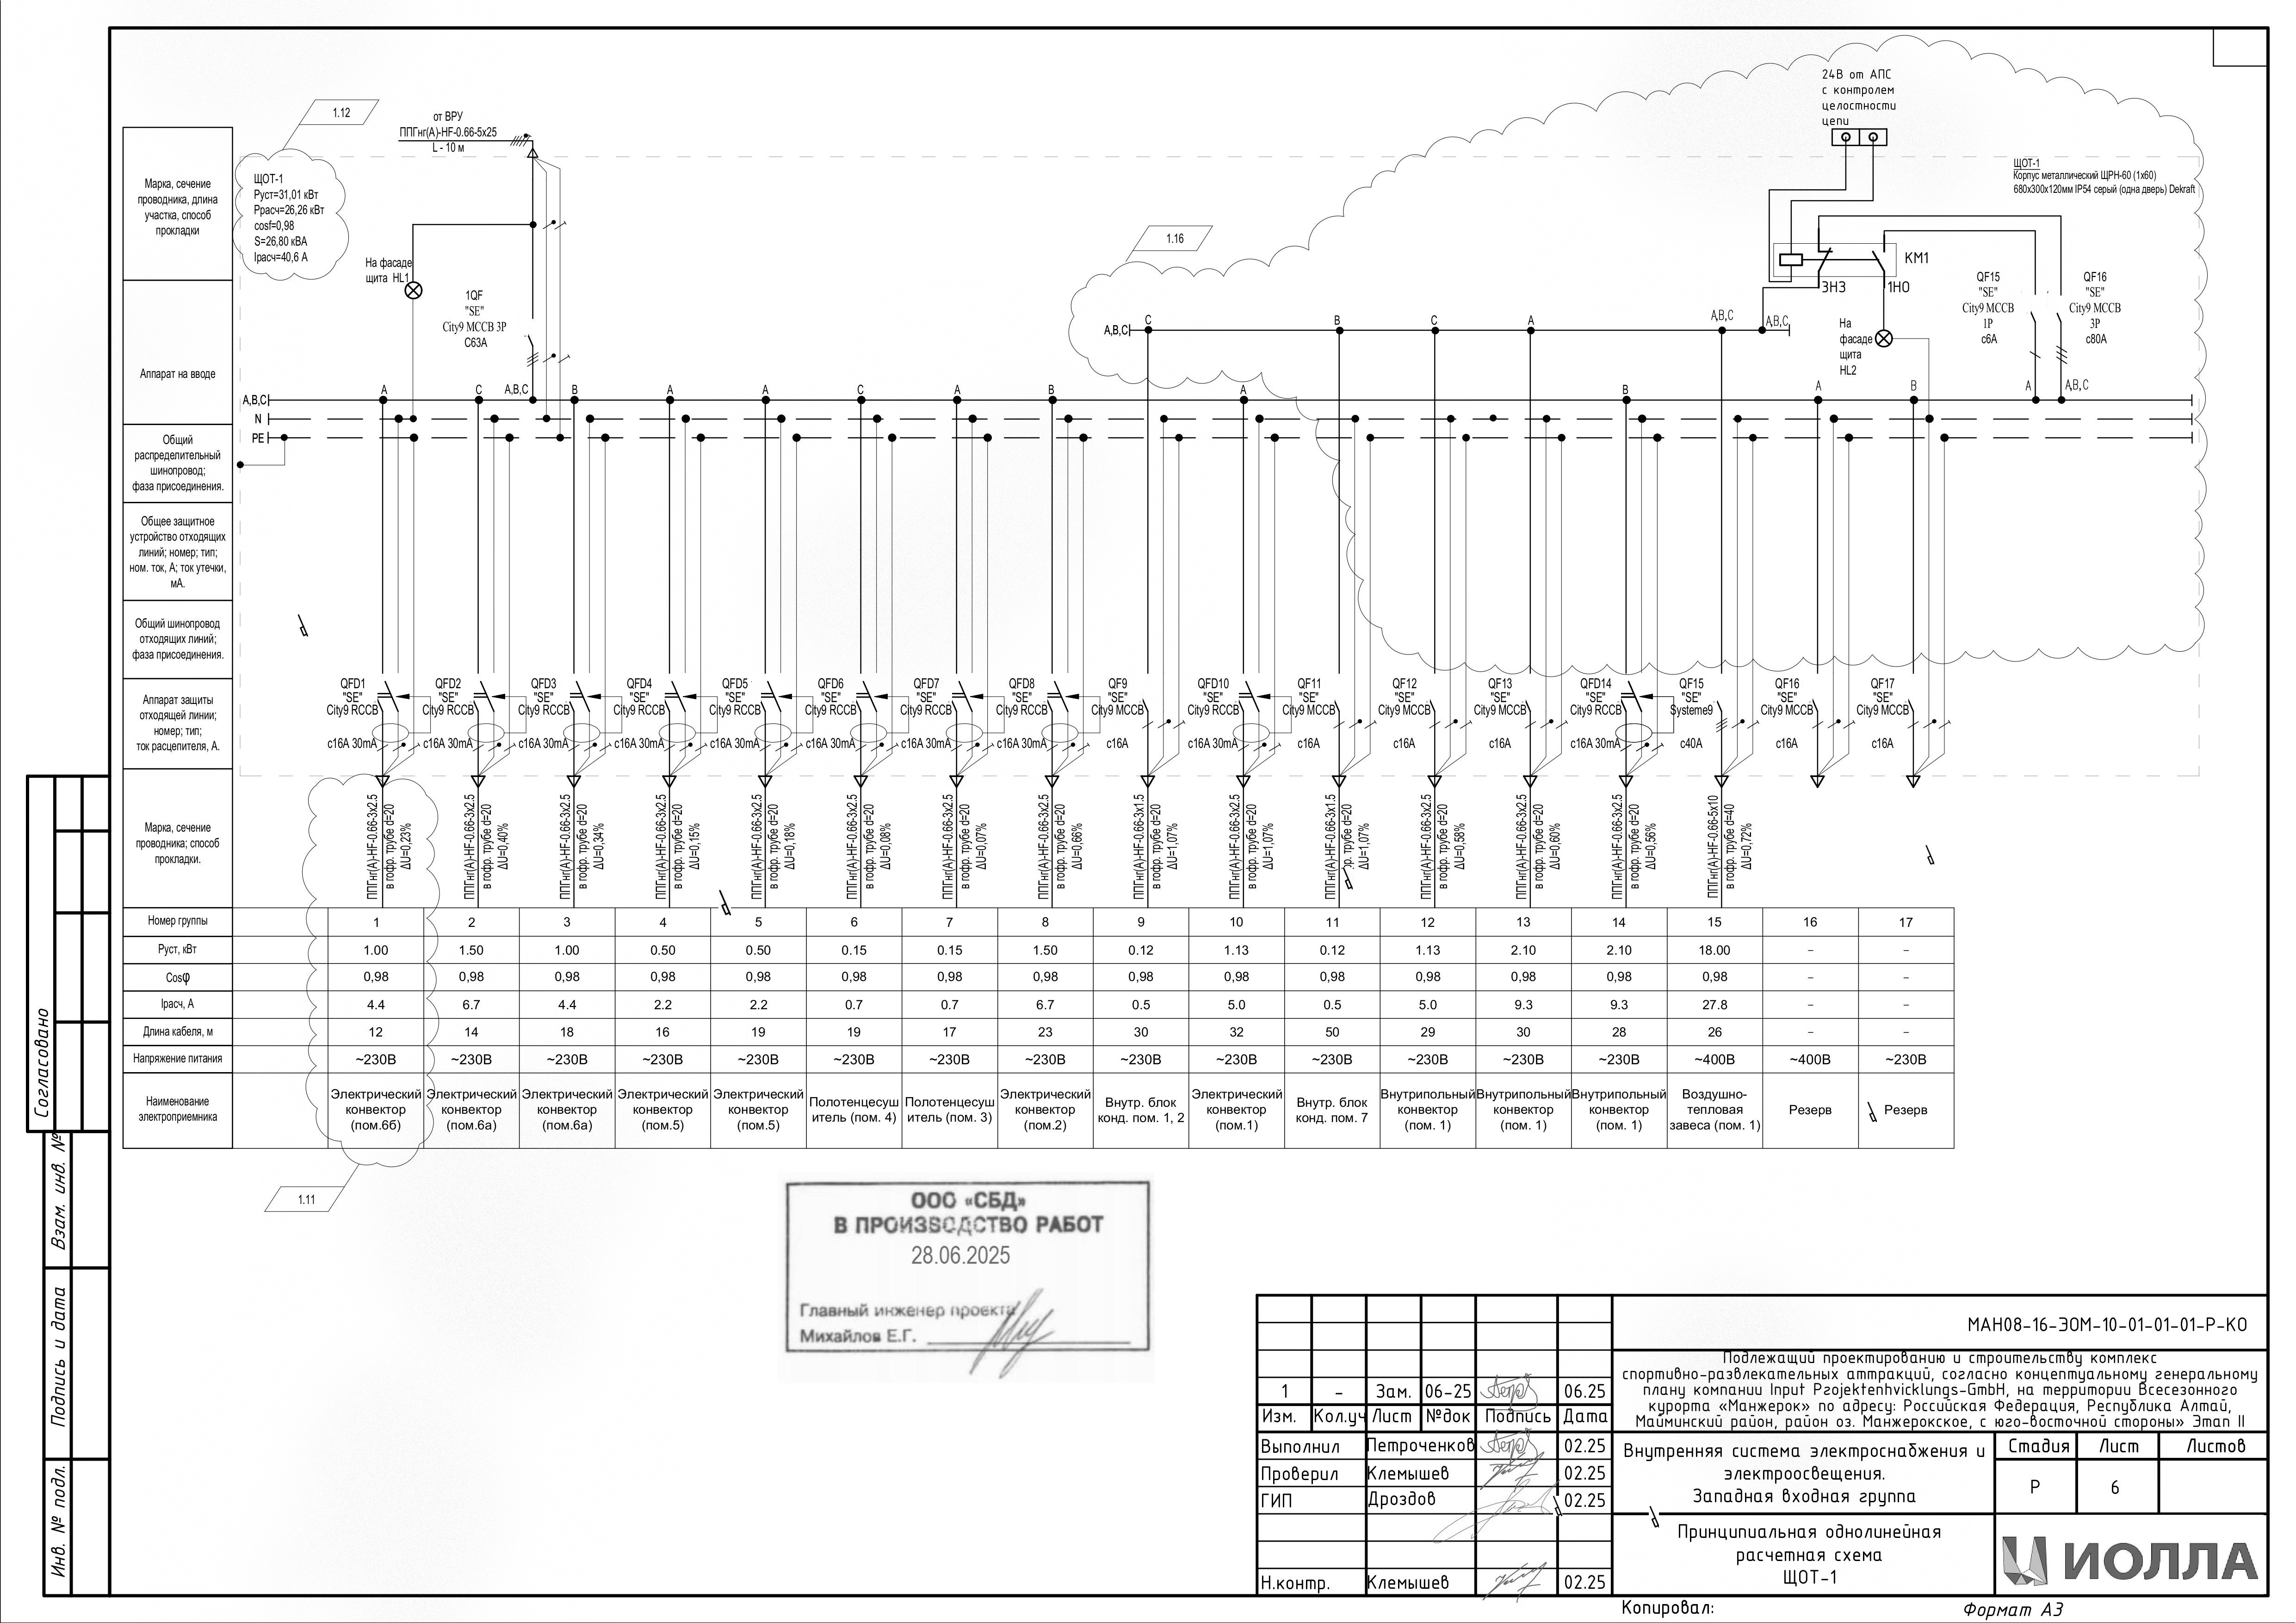 24В от АПС
с контролем
целостности
цепи
1.12
от ВРУ
ППГнг(А)-HF-0.66-5х25
L - 10 м
ЩОТ-1
Руст=31,01 кВт
Ррасч=26,26 кВт
cosf=0,98
S=26,80 кВА
Iрасч=40,6 А
ЩОТ-1
Корпус металлический ЩРН-60 (1х60)
680х300х120мм IP54 серый (одна дверь) Dekraft
1.16
На фасаде
щита HL1
1QF
"SE"
City9 MCCB 3P
C63A
KM1
3НЗ
1НО
На
фасаде
щита
HL2
QF15
"SE"
City9 MCCB
1P
c6A
QF16
"SE"
City9 MCCB
3P
c80A
A,B,C C B C A A,B,C A,B,C
A,B,C A C A,B,C B A A C A B A B A B A A,B,C
N
PE
Марка, сечение
проводника, длина
участка, способ
прокладки
Аппарат на вводе
Общий
распределительный
шинопровод;
фаза присоединения.
Общее защитное
устройство отходящих
линий; номер; тип;
ном. ток, А; ток утечки,
мА.
Общий шинопровод
отходящих линий;
фаза присоединения.
Аппарат защиты
отходящей линии;
номер; тип;
ток расцепителя, А.
Марка, сечение
проводника; способ
прокладки.
QFD1 QFD2 QFD3 QFD4 QFD5 QFD6 QFD7 QFD8 QF9 QFD10 QF11 QF12 QF13 QFD14 QF15 QF16 QF17
"SE" "SE" "SE" "SE" "SE" "SE" "SE" "SE" "SE" "SE" "SE" "SE" "SE" "SE" "SE" "SE" "SE"
City9 RCCB City9 RCCB City9 RCCB City9 RCCB City9 RCCB City9 RCCB City9 RCCB City9 RCCB City9 MCCB City9 RCCB City9 MCCB City9 MCCB City9 MCCB City9 RCCB Systeme9 City9 MCCB City9 MCCB
c16A 30mA c16A 30mA c16A 30mA c16A 30mA c16A 30mA c16A 30mA c16A 30mA c16A 30mA c16A c16A 30mA c16A c16A c16A c16A 30mA c40A c16A c16A
ППГнг(А)-HF-0.66-3х2.5
в гофр. трубе d=20
ΔU=0,23%
ППГнг(А)-HF-0.66-3х2.5
в гофр. трубе d=20
ΔU=0,40%
ППГнг(А)-HF-0.66-3х2.5
в гофр. трубе d=20
ΔU=0,34%
ППГнг(А)-HF-0.66-3х2.5
в гофр. трубе d=20
ΔU=0,15%
ППГнг(А)-HF-0.66-3х2.5
в гофр. трубе d=20
ΔU=0,18%
ППГнг(А)-HF-0.66-3х2.5
в гофр. трубе d=20
ΔU=0,08%
ППГнг(А)-HF-0.66-3х2.5
в гофр. трубе d=20
ΔU=0,07%
ППГнг(А)-HF-0.66-3х2.5
в гофр. трубе d=20
ΔU=0,66%
ППГнг(А)-HF-0.66-3х1.5
в гофр. трубе d=20
ΔU=1,07%
ППГнг(А)-HF-0.66-3х2.5
в гофр. трубе d=20
ΔU=1,07%
ППГнг(А)-HF-0.66-3х1.5
трубе d=20
ΔU=1,07%
ППГнг(А)-HF-0.66-3х2.5
в гофр. трубе d=20
ΔU=0,58%
ППГнг(А)-HF-0.66-3х2.5
в гофр. трубе d=20
ΔU=0,60%
ППГнг(А)-HF-0.66-3х2.5
в гофр. трубе d=20
ΔU=0,56%
ППГнг(А)-HF-0.66-5х10
в гофр. трубе d=40
ΔU=0,72%
Номер группы 1 2 3 4 5 6 7 8 9 10 11 12 13 14 15 16 17
Руст, кВт 1.00 1.50 1.00 0.50 0.50 0.15 0.15 1.50 0.12 1.13 0.12 1.13 2.10 2.10 18.00 – –
Cosφ 0,98 0,98 0,98 0,98 0,98 0,98 0,98 0,98 0,98 0,98 0,98 0,98 0,98 0,98 0,98 – –
Iрасч, А 4.4 6.7 4.4 2.2 2.2 0.7 0.7 6.7 0.5 5.0 0.5 5.0 9.3 9.3 27.8 – –
Длина кабеля, м 12 14 18 16 19 19 17 23 30 32 50 29 30 28 26 – –
Напряжение питания ~230В ~230В ~230В ~230В ~230В ~230В ~230В ~230В ~230В ~230В ~230В ~230В ~230В ~230В ~400В ~400В ~230В
Наименование
электроприемника
Электрический
конвектор
(пом.6б)
Электрический
конвектор
(пом.6а)
Электрический
конвектор
(пом.6а)
Электрический
конвектор
(пом.5)
Электрический
конвектор
(пом.5)
Полотенцесуш
итель (пом. 4)
Полотенцесуш
итель (пом. 3)
Электрический
конвектор
(пом.2)
Внутр. блок
конд. пом. 1, 2
Электрический
конвектор
(пом.1)
Внутр. блок
конд. пом. 7
Внутрипольный
конвектор
(пом. 1)
Внутрипольный
конвектор
(пом. 1)
Внутрипольный
конвектор
(пом. 1)
Воздушно-
тепловая
завеса (пом. 1)
Резерв
Резерв
1.11
ООО «СБД»
В ПРОИЗВОДСТВО РАБОТ
28.06.2025
Главный инженер проекта
Михайлов Е.Г.
Согласовано
Взам. инв. №
Подпись и дата
Инв. № подл.
МАН08-16-ЭОМ-10-01-01-01-Р-КО
Подлежащий проектированию и строительству комплекс
спортивно-развлекательных аттракций, согласно концептуальному генеральному
плану компании Input Projektenhvicklungs-GmbH, на территории Всесезонного
курорта «Манжерок» по адресу: Российская Федерация, Республика Алтай,
Майминский район, район оз. Манжерокское, с юго-восточной стороны» Этап II
1 – Зам. 06-25 06.25
Изм. Кол.уч Лист №док Подпись Дата
Выполнил Петроченков 02.25
Проверил Клемышев 02.25
ГИП Дроздов 02.25
Н.контр. Клемышев 02.25
Внутренняя система электроснабжения и
электроосвещения.
Западная входная группа
Стадия Лист Листов
Р 6
Принципиальная однолинейная
расчетная схема
ЩОТ-1
ИОЛЛА
Копировал:
Формат А3